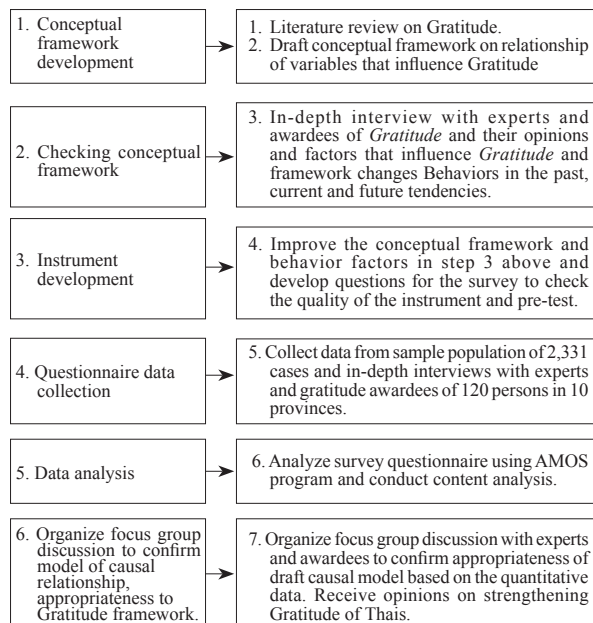 1. Conceptual
framework
development
1. Literature review on Gratitude.
2. Draft conceptual framework on relationship
of variables that influence Gratitude
2. Checking conceptual
framework
3. In-depth interview with experts and
awardees of Gratitude and their opinions
and factors that influence Gratitude and
framework changes Behaviors in the past,
current and future tendencies.
3. Instrument
development
4. Improve the conceptual framework and
behavior factors in step 3 above and
develop questions for the survey to check
the quality of the instrument and pre-test.
4. Questionnaire data
collection
5. Collect data from sample population of 2,331
cases and in-depth interviews with experts
and gratitude awardees of 120 persons in 10
provinces.
5. Data analysis
6. Analyze survey questionnaire using AMOS
program and conduct content analysis.
6. Organize focus group
discussion to confirm
model of causal
relationship,
appropriateness to
Gratitude framework.
7. Organize focus group discussion with experts
and awardees to confirm appropriateness of
draft causal model based on the quantitative
data. Receive opinions on strengthening
Gratitude of Thais.